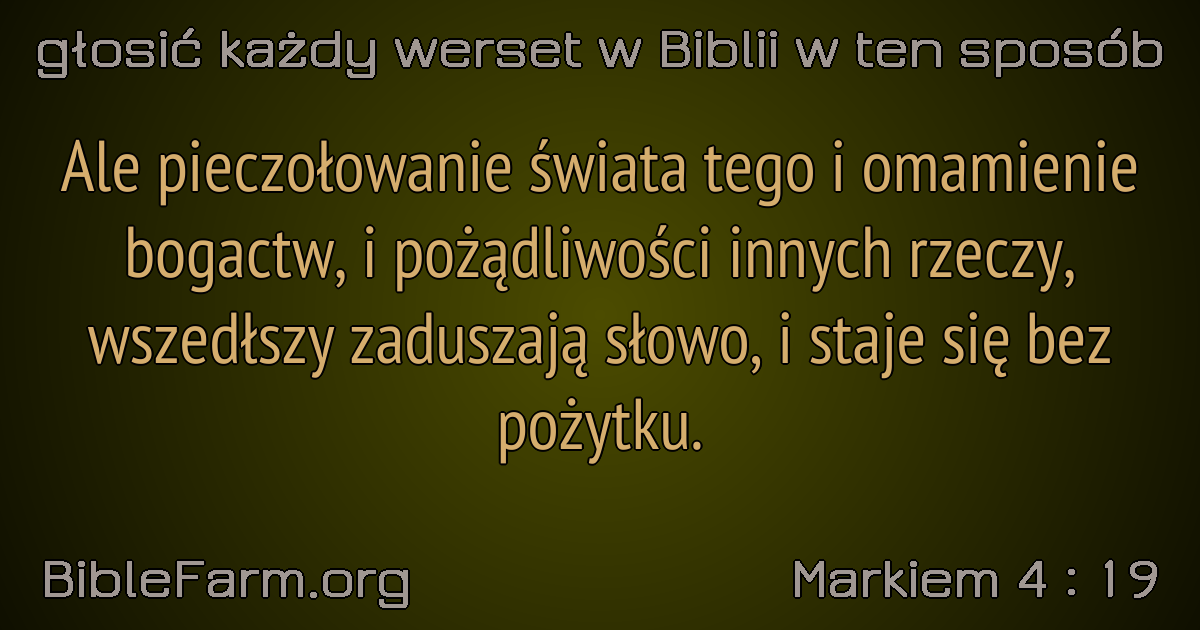 głosić każdy werset w Biblii w ten sposób
Ale pieczołowanie świata tego i omamienie
bogactw, i pożądliwości innych rzeczy,
wszedłszy zaduszają słowo, i staje się bez
pożytku.
BibleFarm.org
Markiem 4 : 19